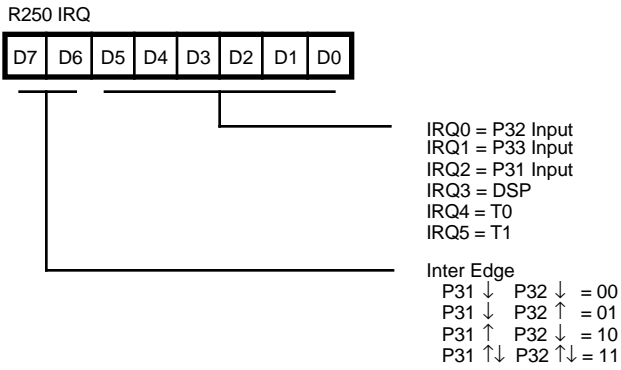 R250 IRQ
D7 D6 D5 D4 D3 D2 D1 D0
IRQ0 = P32 Input
IRQ1 = P33 Input
IRQ2 = P31 Input
IRQ3 = DSP
IRQ4 = T0
IRQ5 = T1
Inter Edge
P31 ↓ P32 ↓ = 00
P31 ↓ P32 ↑ = 01
P31 ↑ P32 ↓ = 10
P31 ↑↓ P32 ↑↓ = 11